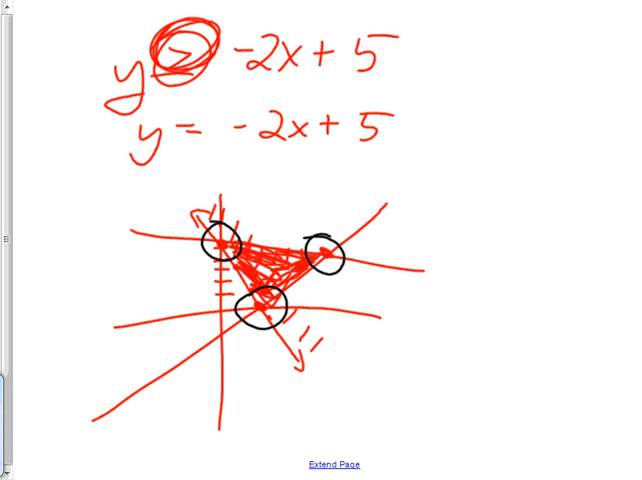 y ≥ -2x + 5
y = -2x + 5
Extend Page